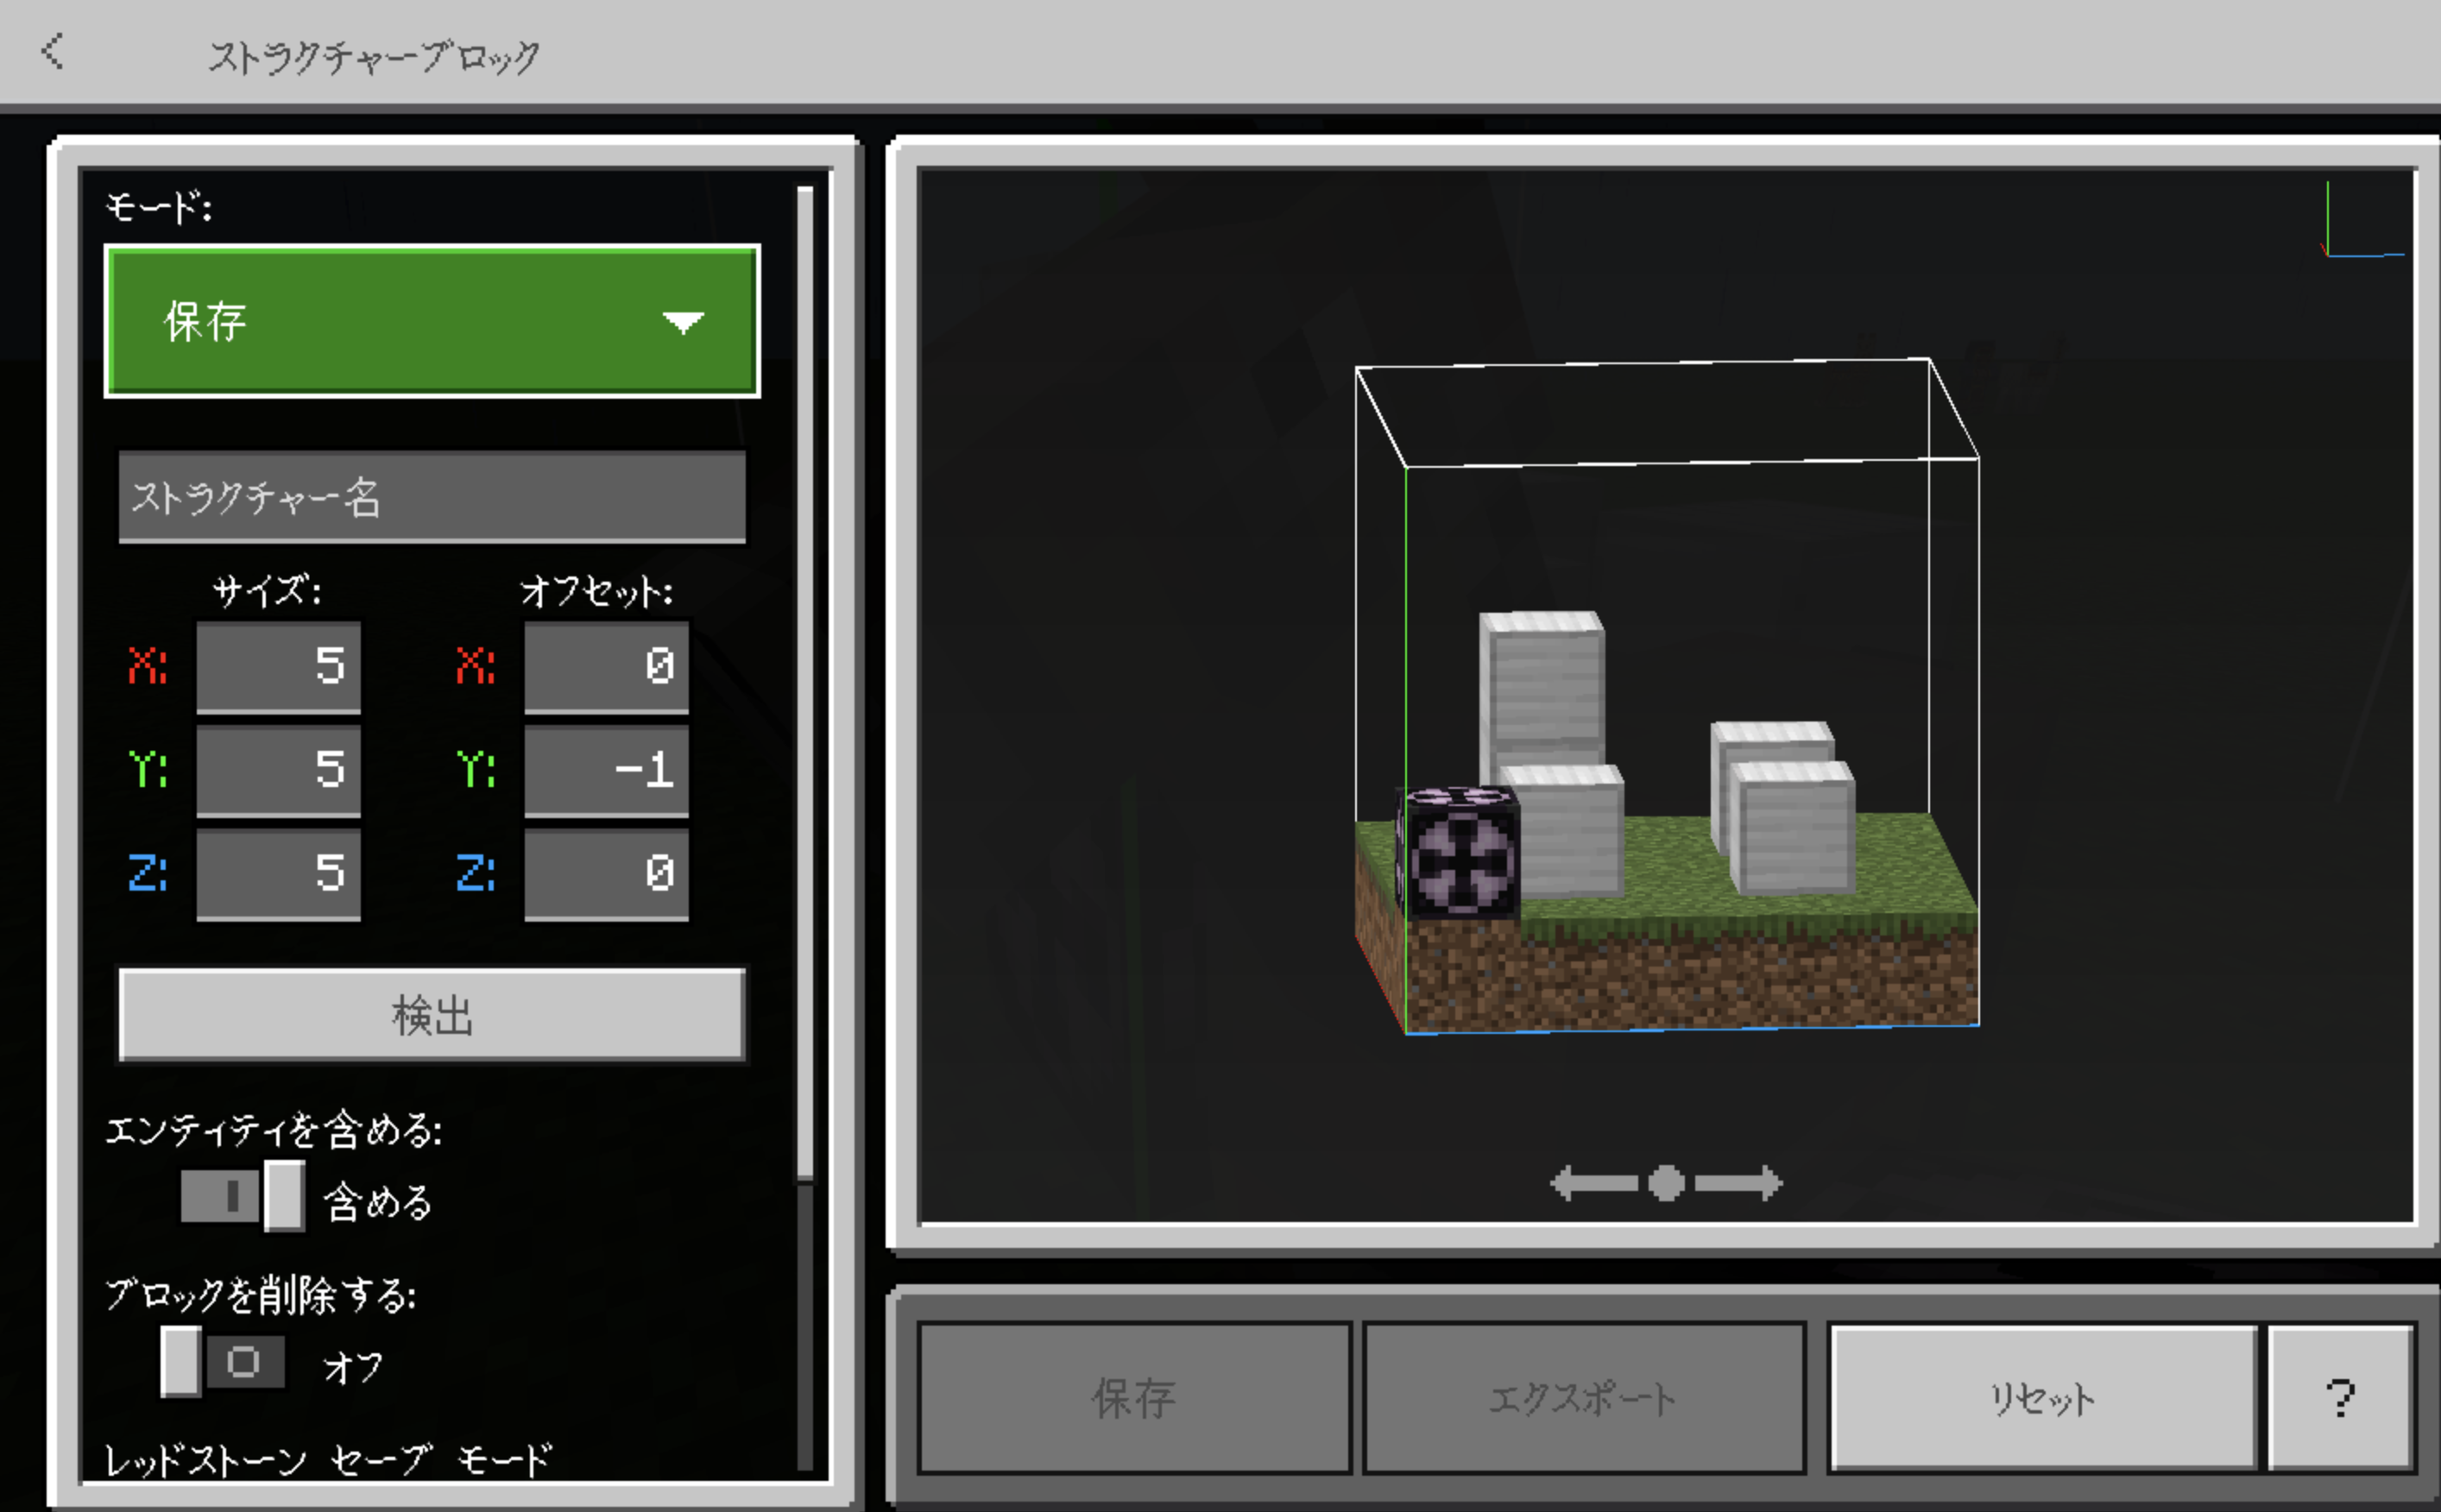 ストラクチャーブロック
モード:
保存
ストラクチャー名
サイズ: オフセット:
X: 5 X: 0
Y: 5 Y: -1
Z: 5 Z: 0
検出
エンティティを含める:
含める
ブロックを削除する:
オフ
レッドストーン セーブ モード
保存 エクスポート リセット ?